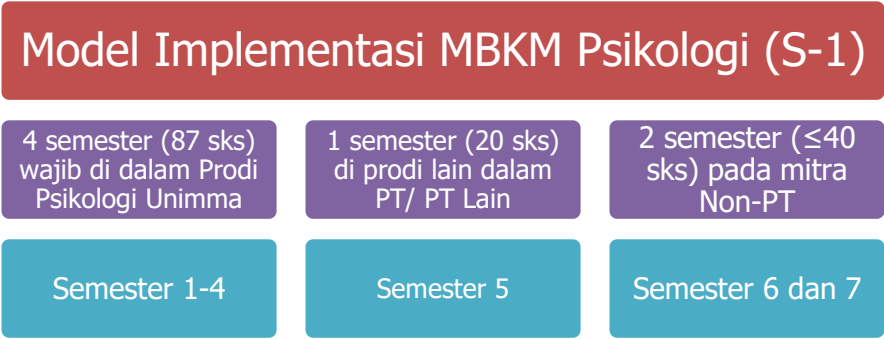 Model Implementasi MBKM Psikologi (S-1)
4 semester (87 sks)
wajib di dalam Prodi
Psikologi Unimma
1 semester (20 sks)
di prodi lain dalam
PT/ PT Lain
2 semester (≤40
sks) pada mitra
Non-PT
Semester 1-4
Semester 5
Semester 6 dan 7